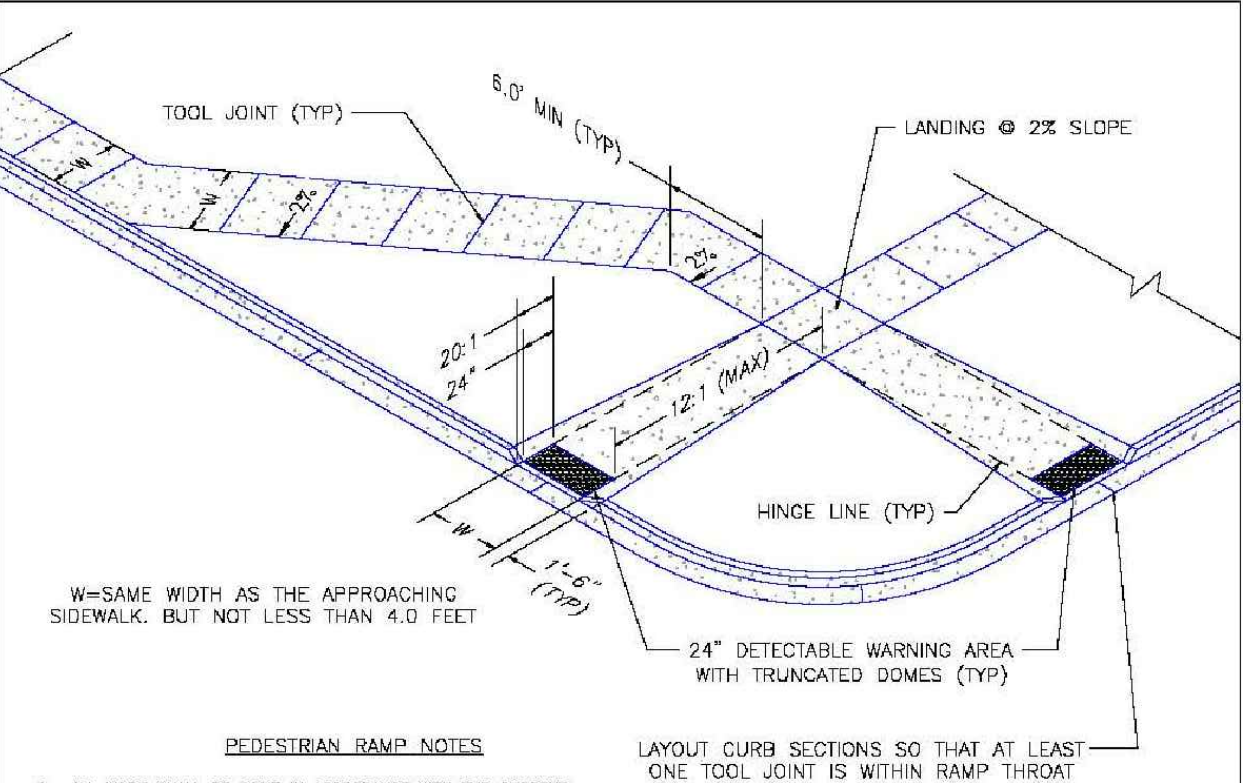 TOOL JOINT (TYP)
6.0' MIN (TYP)
LANDING @ 2% SLOPE
W
W
2%
2%
20:1
24"
12:1 (MAX)
HINGE LINE (TYP)
W
1'-6"
(TYP)
W=SAME WIDTH AS THE APPROACHING
SIDEWALK. BUT NOT LESS THAN 4.0 FEET
24" DETECTABLE WARNING AREA
WITH TRUNCATED DOMES (TYP)
PEDESTRIAN RAMP NOTES
LAYOUT CURB SECTIONS SO THAT AT LEAST
ONE TOOL JOINT IS WITHIN RAMP THROAT